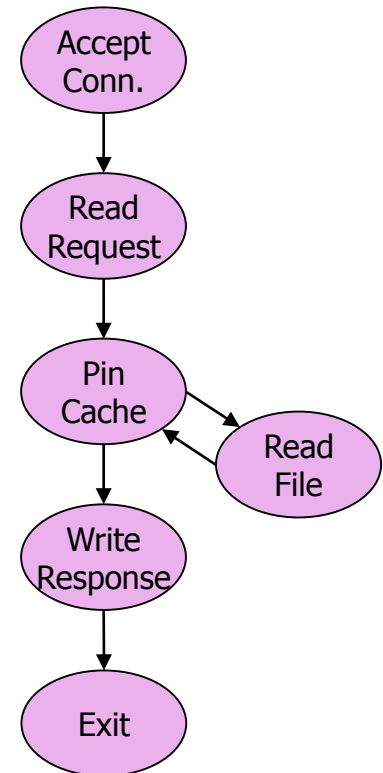 Accept
Conn.
Read
Request
Pin
Cache
Read
File
Write
Response
Exit